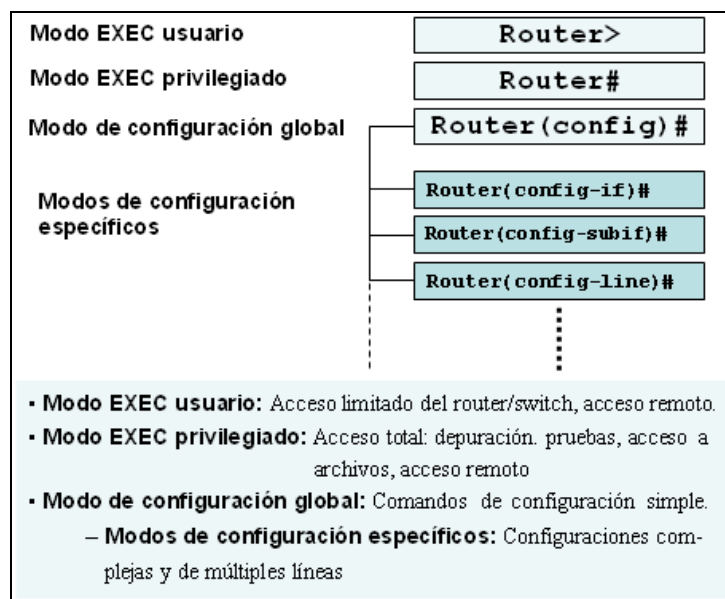 Modo EXEC usuario
Router>
Modo EXEC privilegiado
Router#
Modo de configuración global
Router(config)#
Modos de configuración
específicos
Router(config-if)#
Router(config-subif)#
Router(config-line)#
▪ Modo EXEC usuario: Acceso limitado del router/switch, acceso remoto.
▪ Modo EXEC privilegiado: Acceso total: depuración. pruebas, acceso a
archivos, acceso remoto
▪ Modo de configuración global: Comandos de configuración simple.
– Modos de configuración específicos: Configuraciones com-
plejas y de múltiples líneas